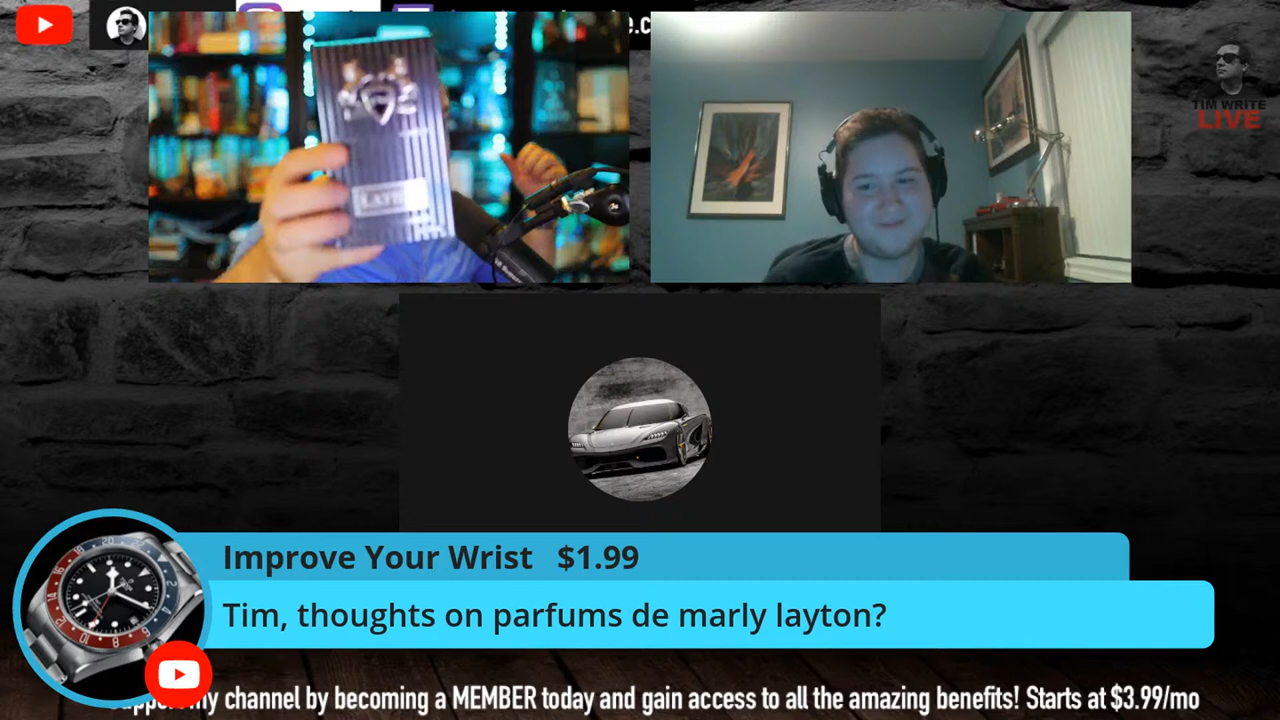 e.c
TIM WRITE
LIVE
LAYTON
Improve Your Wrist $1.99
Tim, thoughts on parfums de marly layton?
my channel by becoming a MEMBER today and gain access to all the amazing benefits! Starts at $3.99/mo